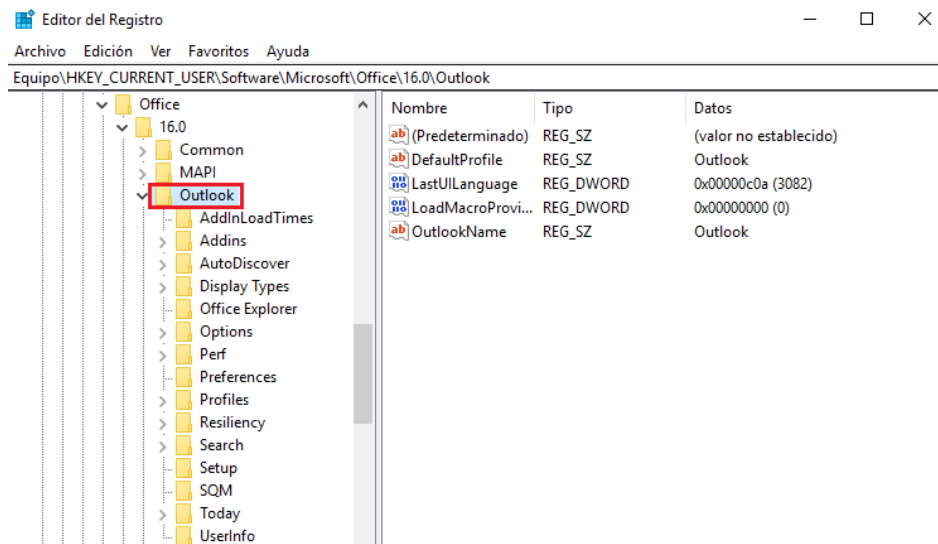 Editor del Registro
Archivo Edición Ver Favoritos Ayuda
Equipo\HKEY_CURRENT_USER\Software\Microsoft\Office\16.0\Outlook
Office
16.0
Common
MAPI
Outlook
AddInLoadTimes
Addins
AutoDiscover
Display Types
Office Explorer
Options
Perf
Preferences
Profiles
Resiliency
Search
Setup
SQM
Today
UserInfo
Nombre Tipo Datos
(Predeterminado) REG_SZ (valor no establecido)
DefaultProfile REG_SZ Outlook
LastUILanguage REG_DWORD 0x00000c0a (3082)
LoadMacroProvi... REG_DWORD 0x00000000 (0)
OutlookName REG_SZ Outlook